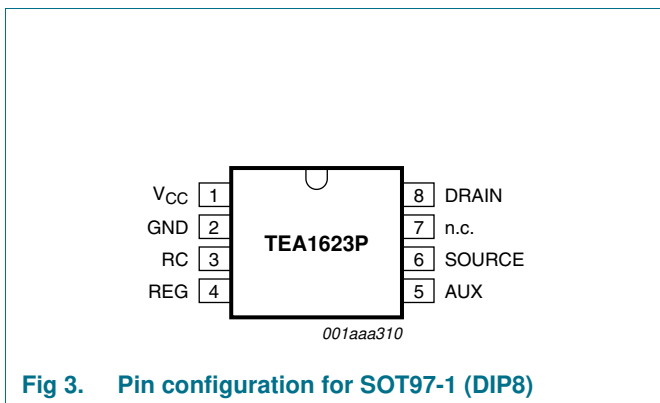 V_CC 1 8 DRAIN
GND 2 7 n.c.
TEA1623P
RC 3 6 SOURCE
REG 4 5 AUX
001aaa310
Fig 3. Pin configuration for SOT97-1 (DIP8)